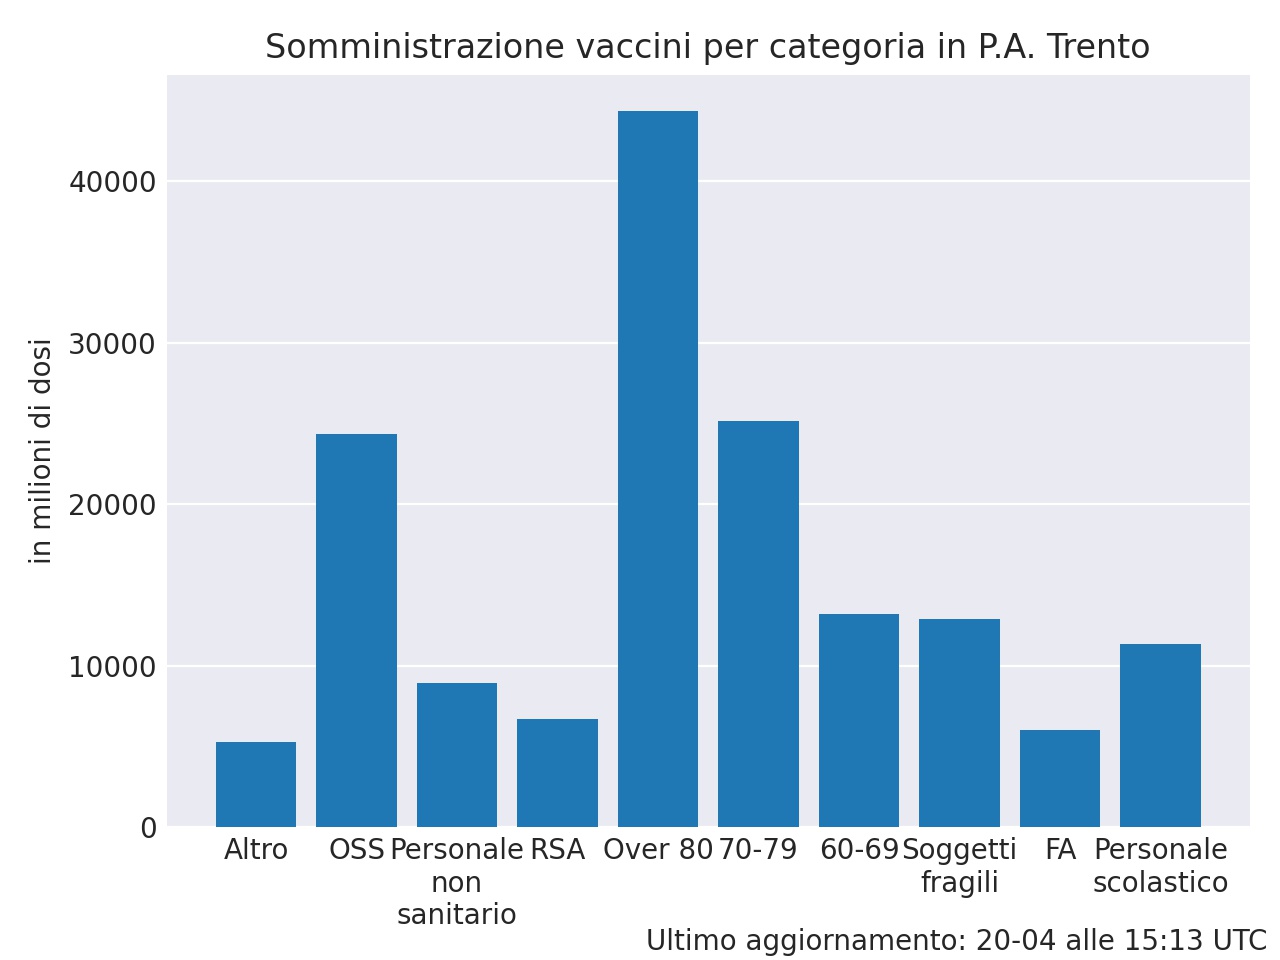 Somministrazione vaccini per categoria in P.A. Trento
in milioni di dosi
40000
30000
20000
10000
0
Altro
OSS
Personale
non
sanitario
RSA
Over 80
70-79
60-69
Soggetti
fragili
FA
Personale
scolastico
Ultimo aggiornamento: 20-04 alle 15:13 UTC